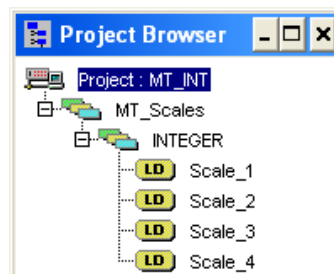 Project Browser
Project : MT_INT
MT_Scales
INTEGER
LD Scale_1
LD Scale_2
LD Scale_3
LD Scale_4